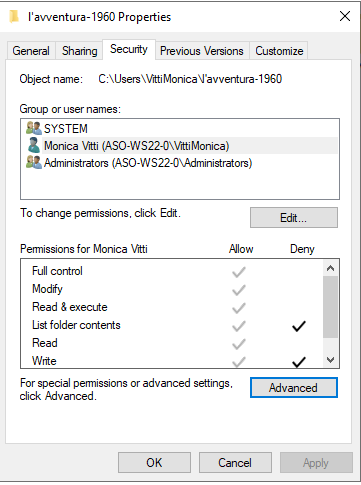 l'avventura-1960 Properties
General Sharing Security Previous Versions Customize
Object name: C:\Users\VittiMonica\l'avventura-1960
Group or user names:
SYSTEM
Monica Vitti (ASO-WS22-0\VittiMonica)
Administrators (ASO-WS22-0\Administrators)
To change permissions, click Edit.
Edit...
Permissions for Monica Vitti Allow Deny
Full control
Modify
Read & execute
List folder contents
Read
Write
For special permissions or advanced settings,
click Advanced.
Advanced
OK Cancel Apply